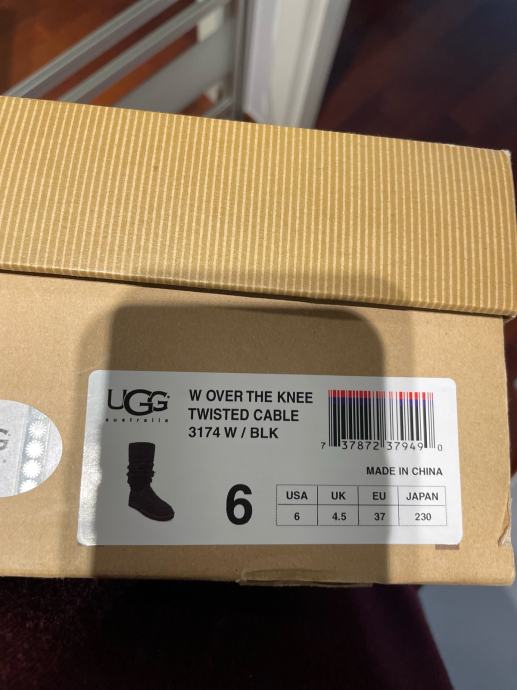 UGG
australia
W OVER THE KNEE
TWISTED CABLE
3174 W / BLK
7 37872 37949 0
MADE IN CHINA
6
USA UK EU JAPAN
6 4.5 37 230